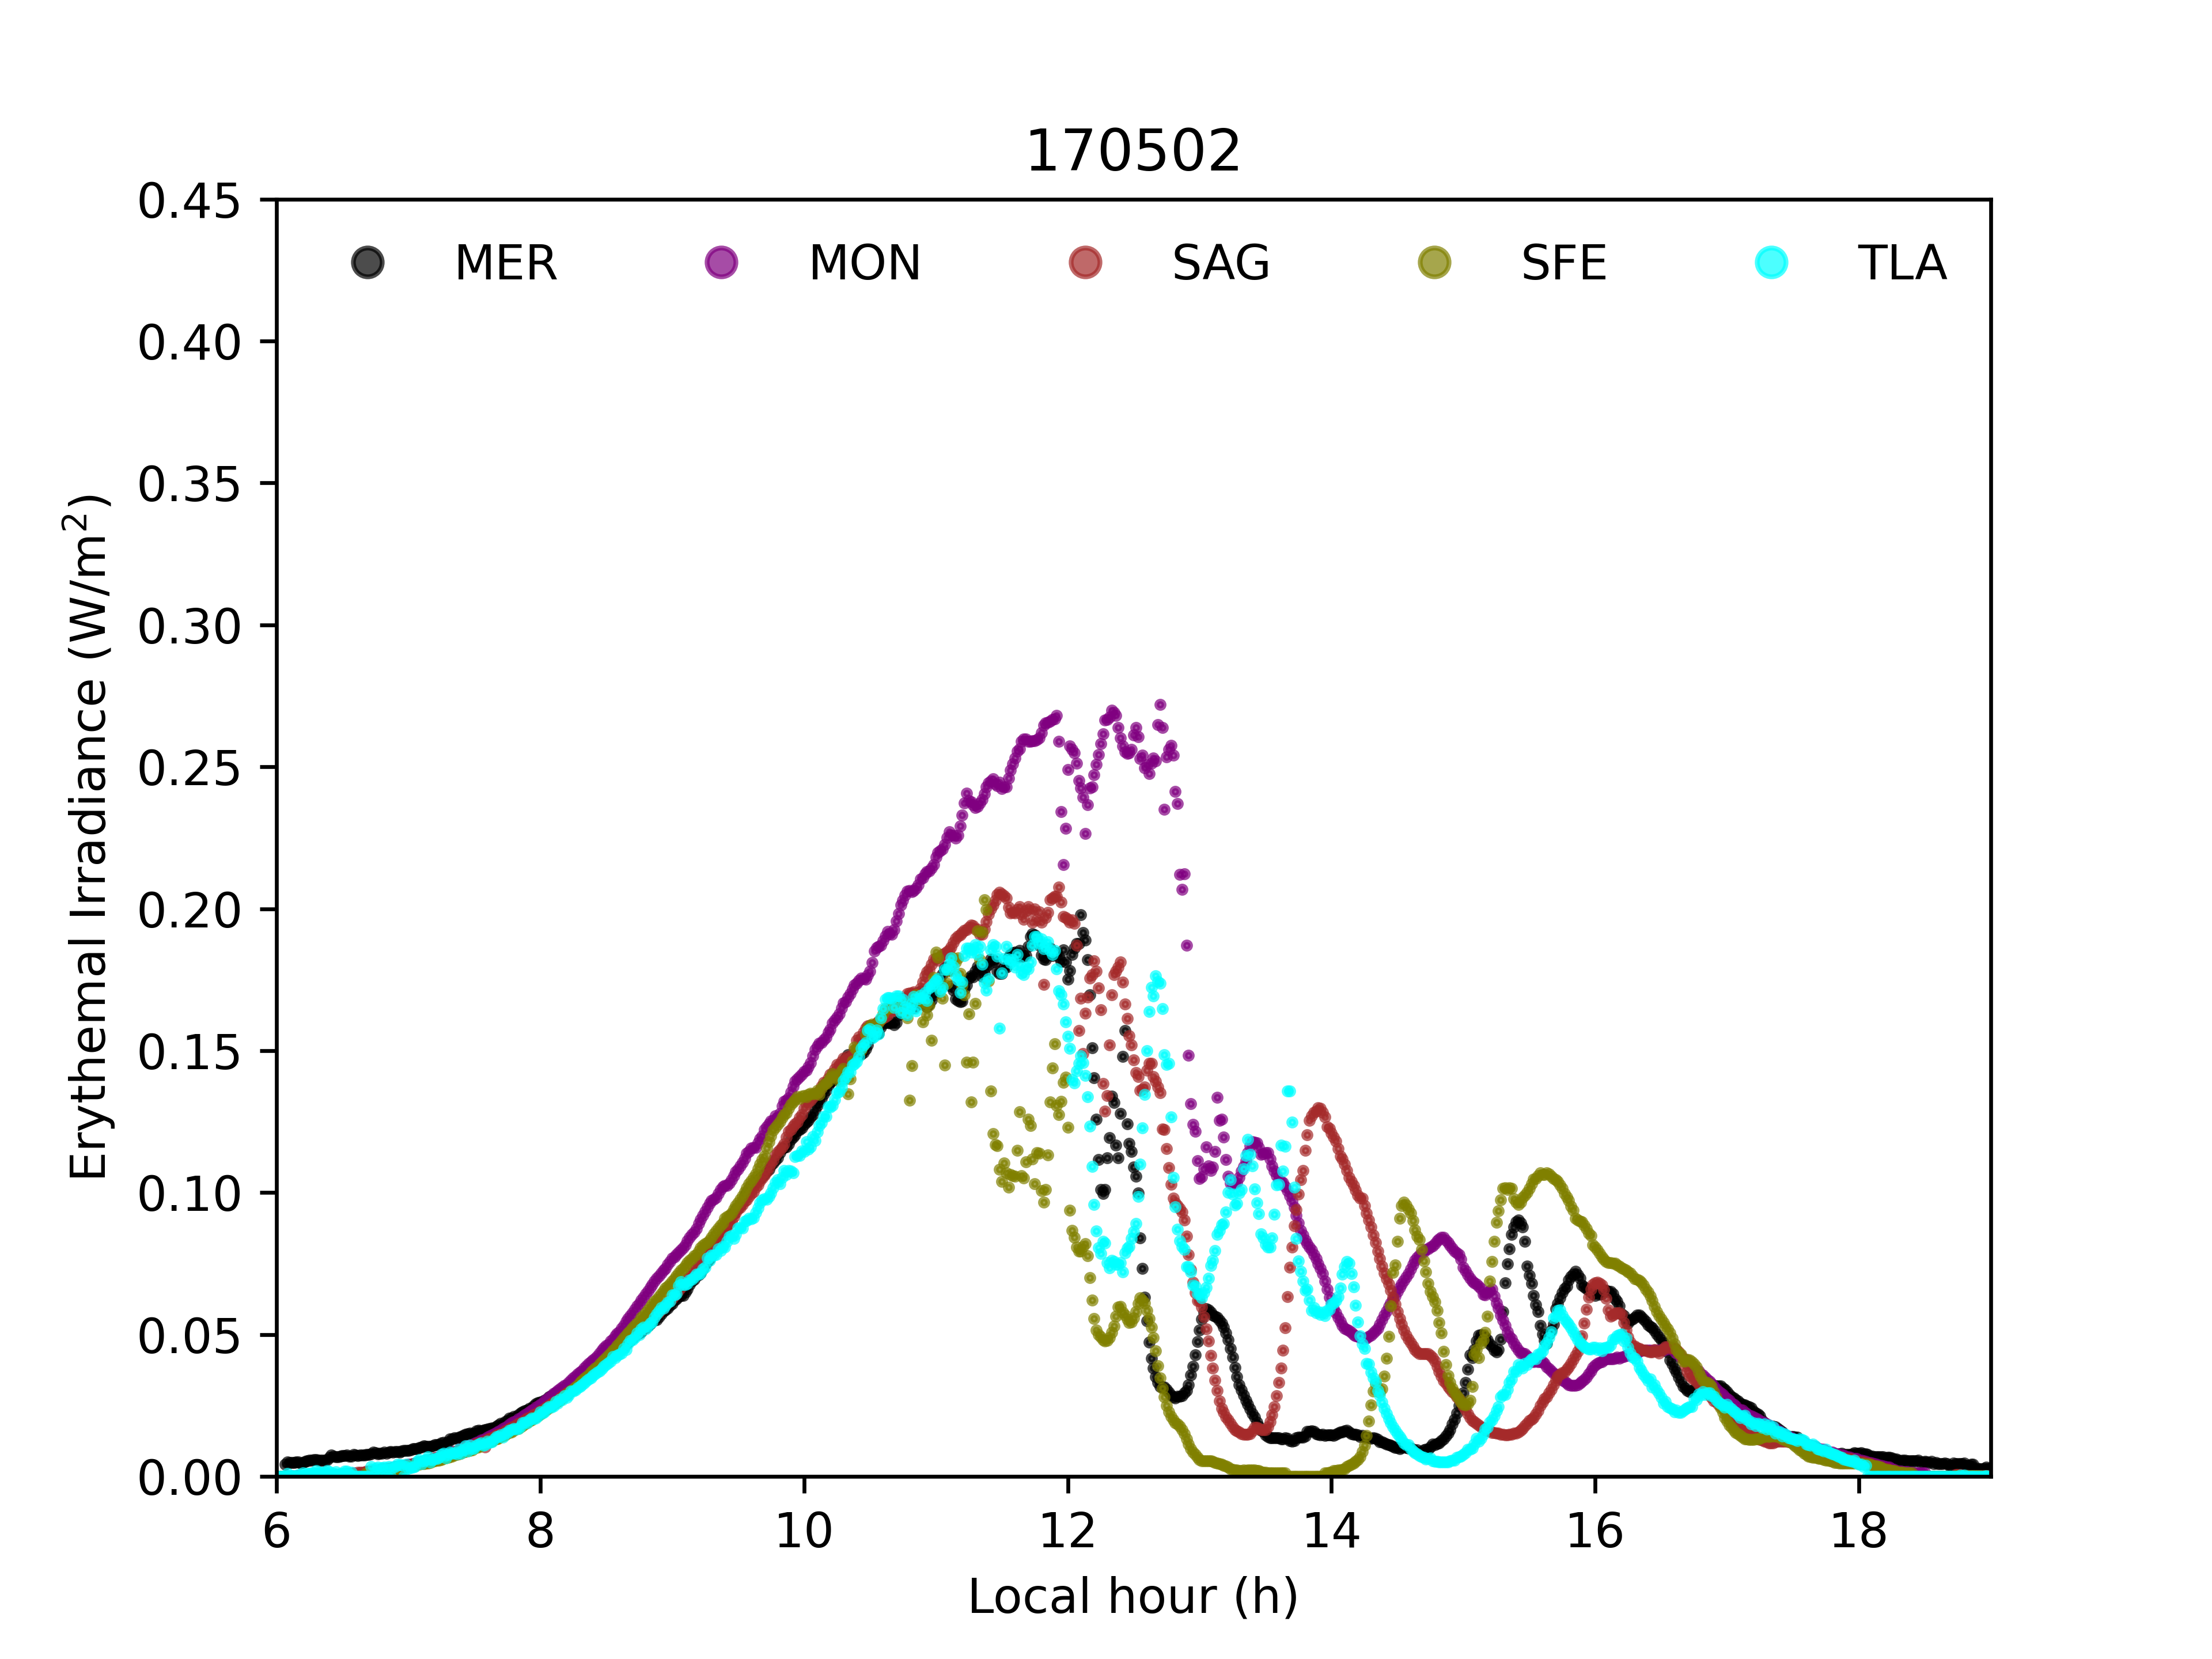 170502
MER MON SAG SFE TLA
0.45
0.40
0.35
0.30
0.25
0.20
0.15
0.10
0.05
0.00
Erythemal Irradiance (W/m²)
6 8 10 12 14 16 18
Local hour (h)